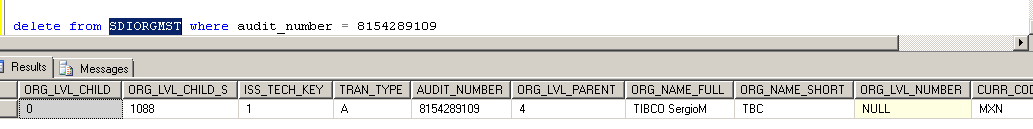 delete from SDIORGMST where audit_number = 8154289109
Results Messages
ORG_LVL_CHILD ORG_LVL_CHILD_S ISS_TECH_KEY TRAN_TYPE AUDIT_NUMBER ORG_LVL_PARENT ORG_NAME_FULL ORG_NAME_SHORT ORG_LVL_NUMBER CURR_COD
0 1088 1 A 8154289109 4 TIBCO SergioM TBC NULL MXN